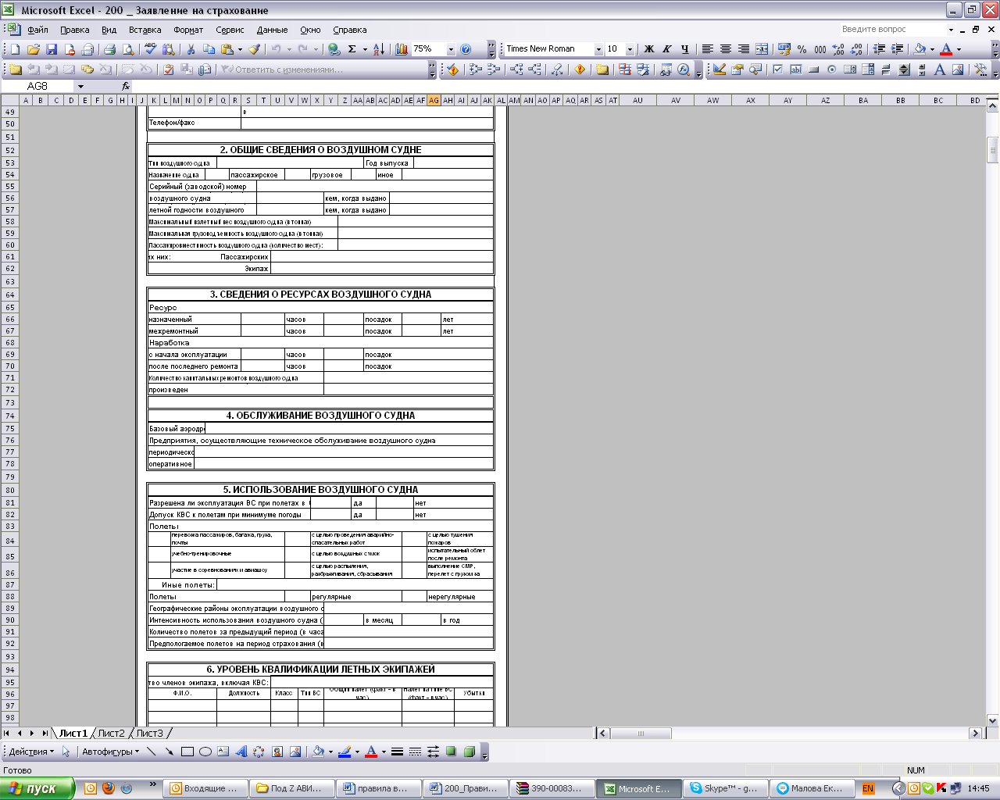 Microsoft Excel - 200 _ Заявление на страхование
Файл Правка Вид Вставка Формат Сервис Данные Окно Справка
Введите вопрос
75%
Times New Roman 10
Ж К Ч
Ответить с изменениями...
AG8 fx
A B C D E F G H I J K L M N O P Q R S T U V W X Y Z AA AB AC AD AE AF AG AH AI AJ AK AL AM AN AO AP AQ AR AS AT AU AV AW AX AY AZ BA BB BC BD
49 в
50 Телефон/факс
51
52 2. ОБЩИЕ СВЕДЕНИЯ О ВОЗДУШНОМ СУДНЕ
53 Тип воздушного судна Год выпуска
54 Назначение судна пассажирское грузовое иное
55 Серийный (заводской) номер
56 воздушного судна кем, когда выдано
57 летной годности воздушного кем, когда выдано
58 Максимальный взлетный вес воздушного судна (в тоннах)
59 Максимальная грузоподъемность воздушного судна (в тоннах)
60 Пассажировместимость воздушного судна (количество мест):
61 их них: Пассажирских
62 Экипаж
63
64 3. СВЕДЕНИЯ О РЕСУРСАХ ВОЗДУШНОГО СУДНА
65 Ресурс
66 назначенный часов посадок лет
67 межремонтный часов посадок лет
68 Наработка
69 с начала эксплуатации часов посадок
70 после последнего ремонта часов посадок
71 Количество капитальных ремонтов воздушного судна
72 произведен
73
74 4. ОБСЛУЖИВАНИЕ ВОЗДУШНОГО СУДНА
75 Базовый аэродр
76 Предприятия, осуществляющие техническое обслуживание воздушного судна
77 периодическо
78 оперативное
79
80 5. ИСПОЛЬЗОВАНИЕ ВОЗДУШНОГО СУДНА
81 Разрешена ли эксплуатация ВС при полетах в да нет
82 Допуск КВС к полетам при минимуме погоды да нет
83 Полеты
84 перевозка пассажиров, багажа, груза, почты с целью проведения аварийно-спасательных работ с целью тушения пожаров
85 учебно-тренировочные с целью воздушных съемок испытательный облет после ремонта
86 участие в соревнованиях и авиашоу с целью распыления, разбрызгивания, сбрасывания выполнение СМР, перелет с грузом на
87 Иные полеты:
88 Полеты регулярные нерегулярные
89 Географические районы эксплуатации воздушного с
90 Интенсивность использования воздушного судна ( в месяц в год
91 Количество полетов за предыдущий период (в часа
92 Предпологаемое полетов на период страхования (в
93
94 6. УРОВЕНЬ КВАЛИФИКАЦИИ ЛЕТНЫХ ЭКИПАЖЕЙ
95 тво членов экипажа, включая КВС:
96 Ф.И.О. Должность Класс Тип ВС Общий налет (факт - в час) Налет на типе ВС (факт - в час) Убытки
97
98
Лист1 Лист2 Лист3
Действия Автофигуры
Готово NUM
пуск Входящие ... Под Z АВИ... правила в... 200_Прави... 390-00083... Microsoft E... Skype™ - g... Малова Ек... EN 14:45